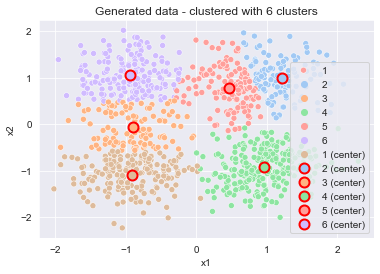 Generated data - clustered with 6 clusters
x2
2
1
0
−1
−2
−2
−1
0
1
2
x1
1
2
3
4
5
6
1 (center)
2 (center)
3 (center)
4 (center)
5 (center)
6 (center)